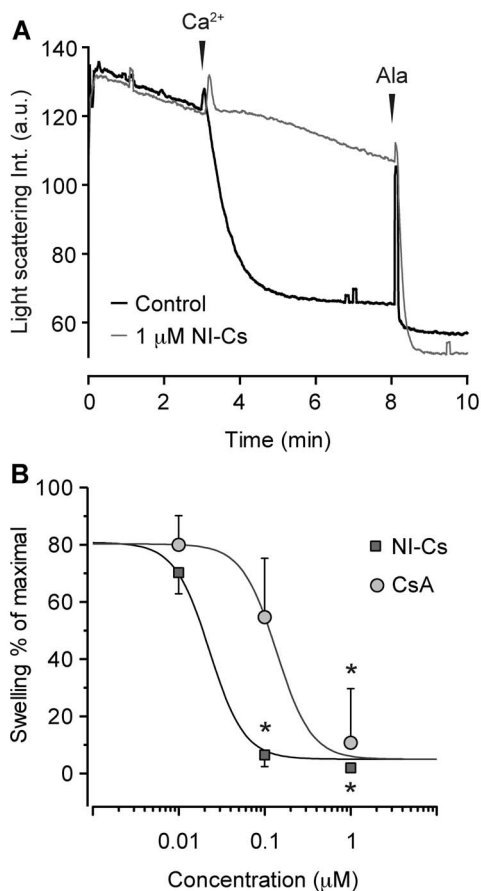 A
Ca²⁺
Ala
Light scattering Int. (a.u.)
140
120
100
80
60
Control
1 μM NI-Cs
0 2 4 6 8 10
Time (min)
B
Swelling % of maximal
100
80
60
40
20
0
NI-Cs
CsA
*
*
*
0.01 0.1 1
Concentration (μM)